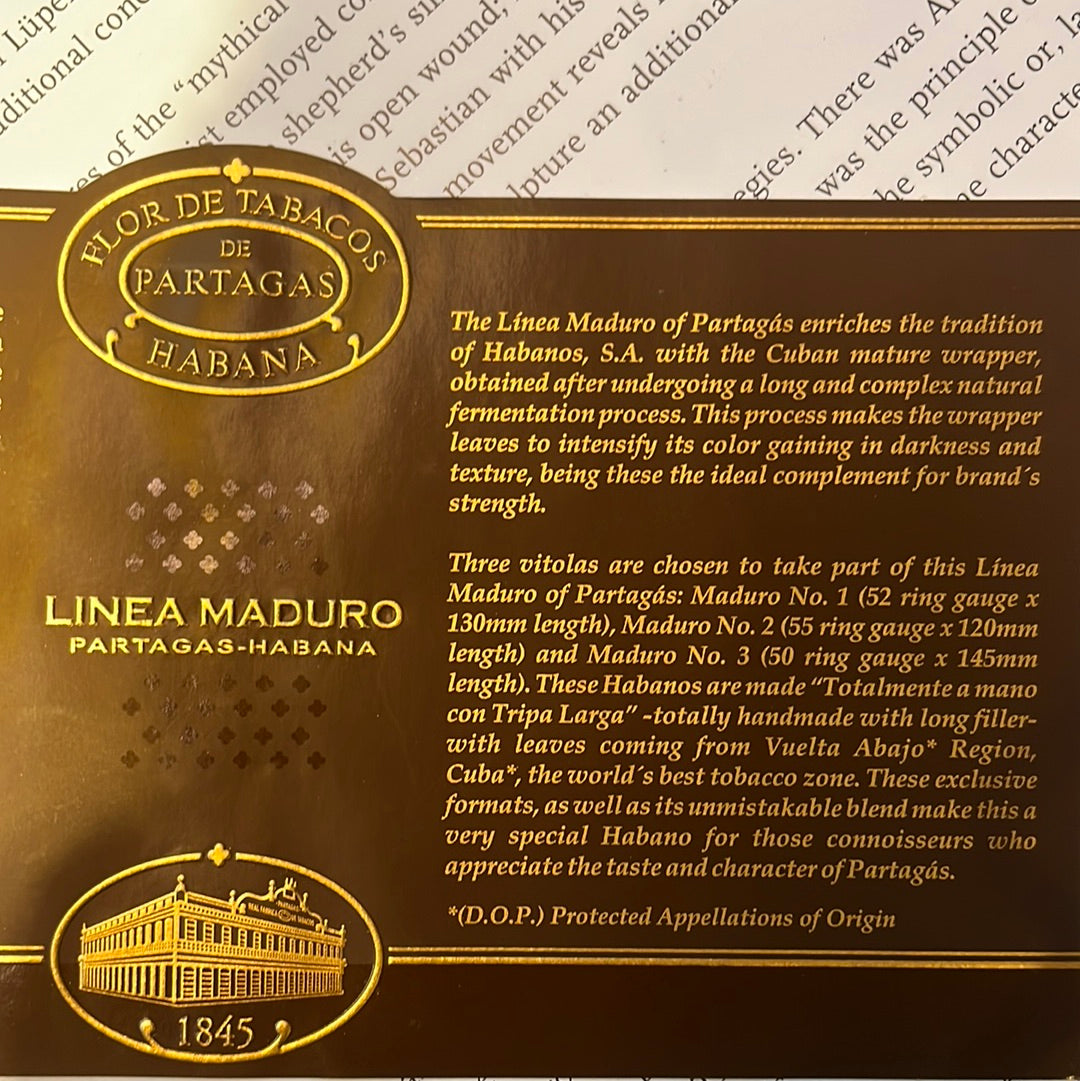 Lüpe
ditional con
es of the “mythical
ist employed co
shepherd's si
is open wound;
Sebastian with his
movement reveals
lpture an additiona
egies. There was A
was the principle
he symbolic or, la
he characte
FLOR DE TABACOS
DE
PARTAGAS
HABANA
LINEA MADURO
PARTAGAS-HABANA
1845
The Línea Maduro of Partagás enriches the tradition
of Habanos, S.A. with the Cuban mature wrapper,
obtained after undergoing a long and complex natural
fermentation process. This process makes the wrapper
leaves to intensify its color gaining in darkness and
texture, being these the ideal complement for brand´s
strength.
Three vitolas are chosen to take part of this Línea
Maduro of Partagás: Maduro No. 1 (52 ring gauge x
130mm length), Maduro No. 2 (55 ring gauge x 120mm
length) and Maduro No. 3 (50 ring gauge x 145mm
length). These Habanos are made “Totalmente a mano
con Tripa Larga” -totally handmade with long filler-
with leaves coming from Vuelta Abajo* Region,
Cuba*, the world´s best tobacco zone. These exclusive
formats, as well as its unmistakable blend make this a
very special Habano for those connoisseurs who
appreciate the taste and character of Partagás.
*(D.O.P.) Protected Appellations of Origin